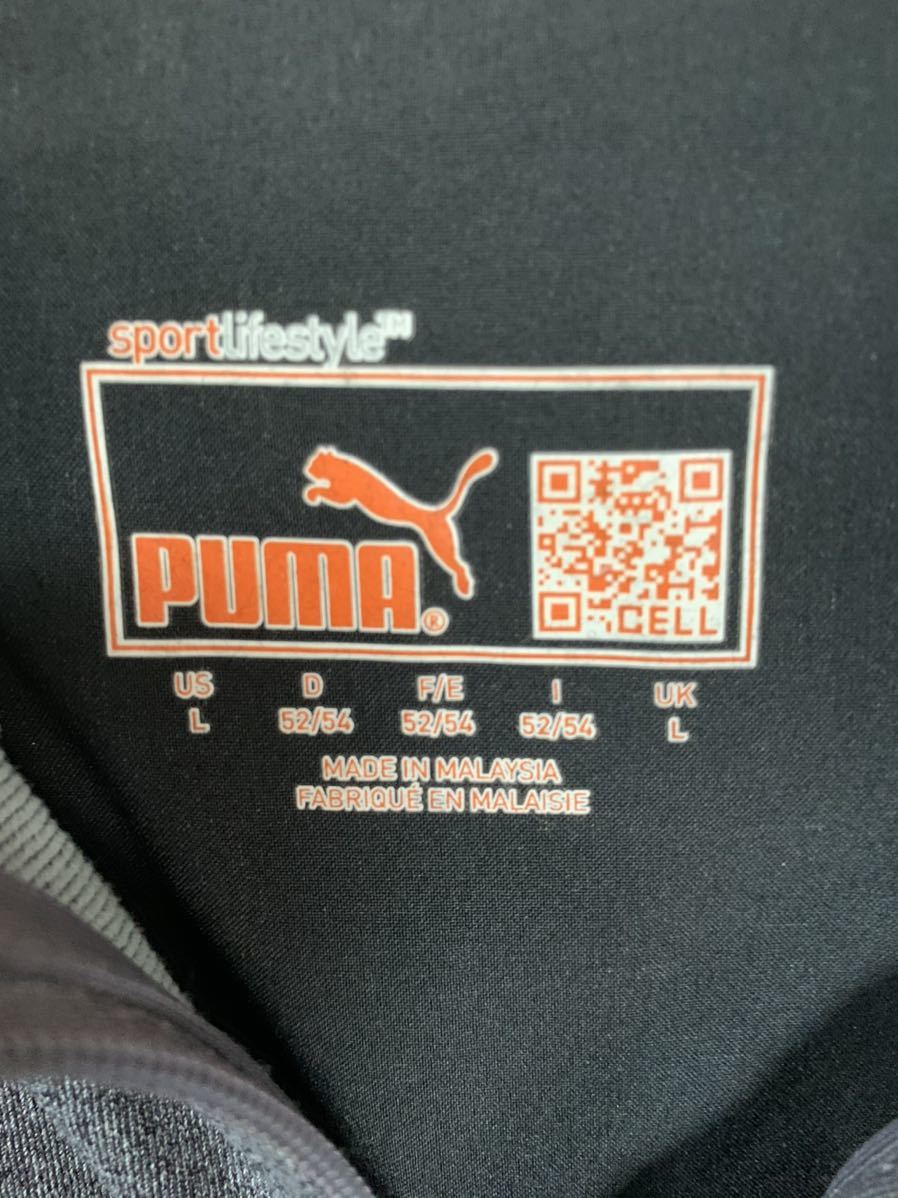 sportlifestyle™
PUMA®
CELL
US D F/E I UK
L 52/54 52/54 52/54 L
MADE IN MALAYSIA
FABRIQUÉ EN MALAISIE